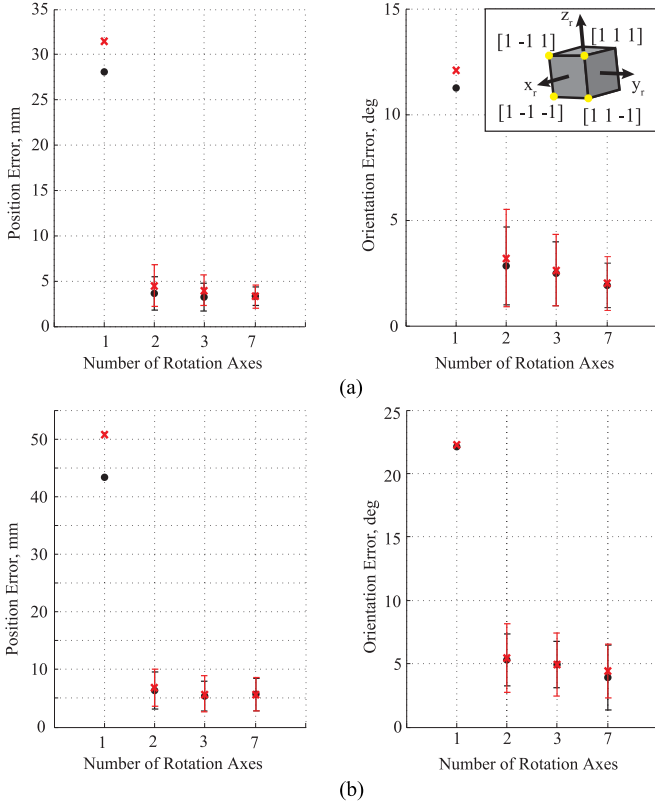 35
30
25
20
15
10
5
0
Position Error, mm
1 2 3 7
Number of Rotation Axes
15
10
5
0
Orientation Error, deg
[1 -1 1]
z_r
[1 1 1]
x_r
y_r
[1 -1 -1]
[1 1 -1]
1 2 3 7
Number of Rotation Axes
(a)
50
40
30
20
10
0
Position Error, mm
1 2 3 7
Number of Rotation Axes
25
20
15
10
5
0
Orientation Error, deg
1 2 3 7
Number of Rotation Axes
(b)